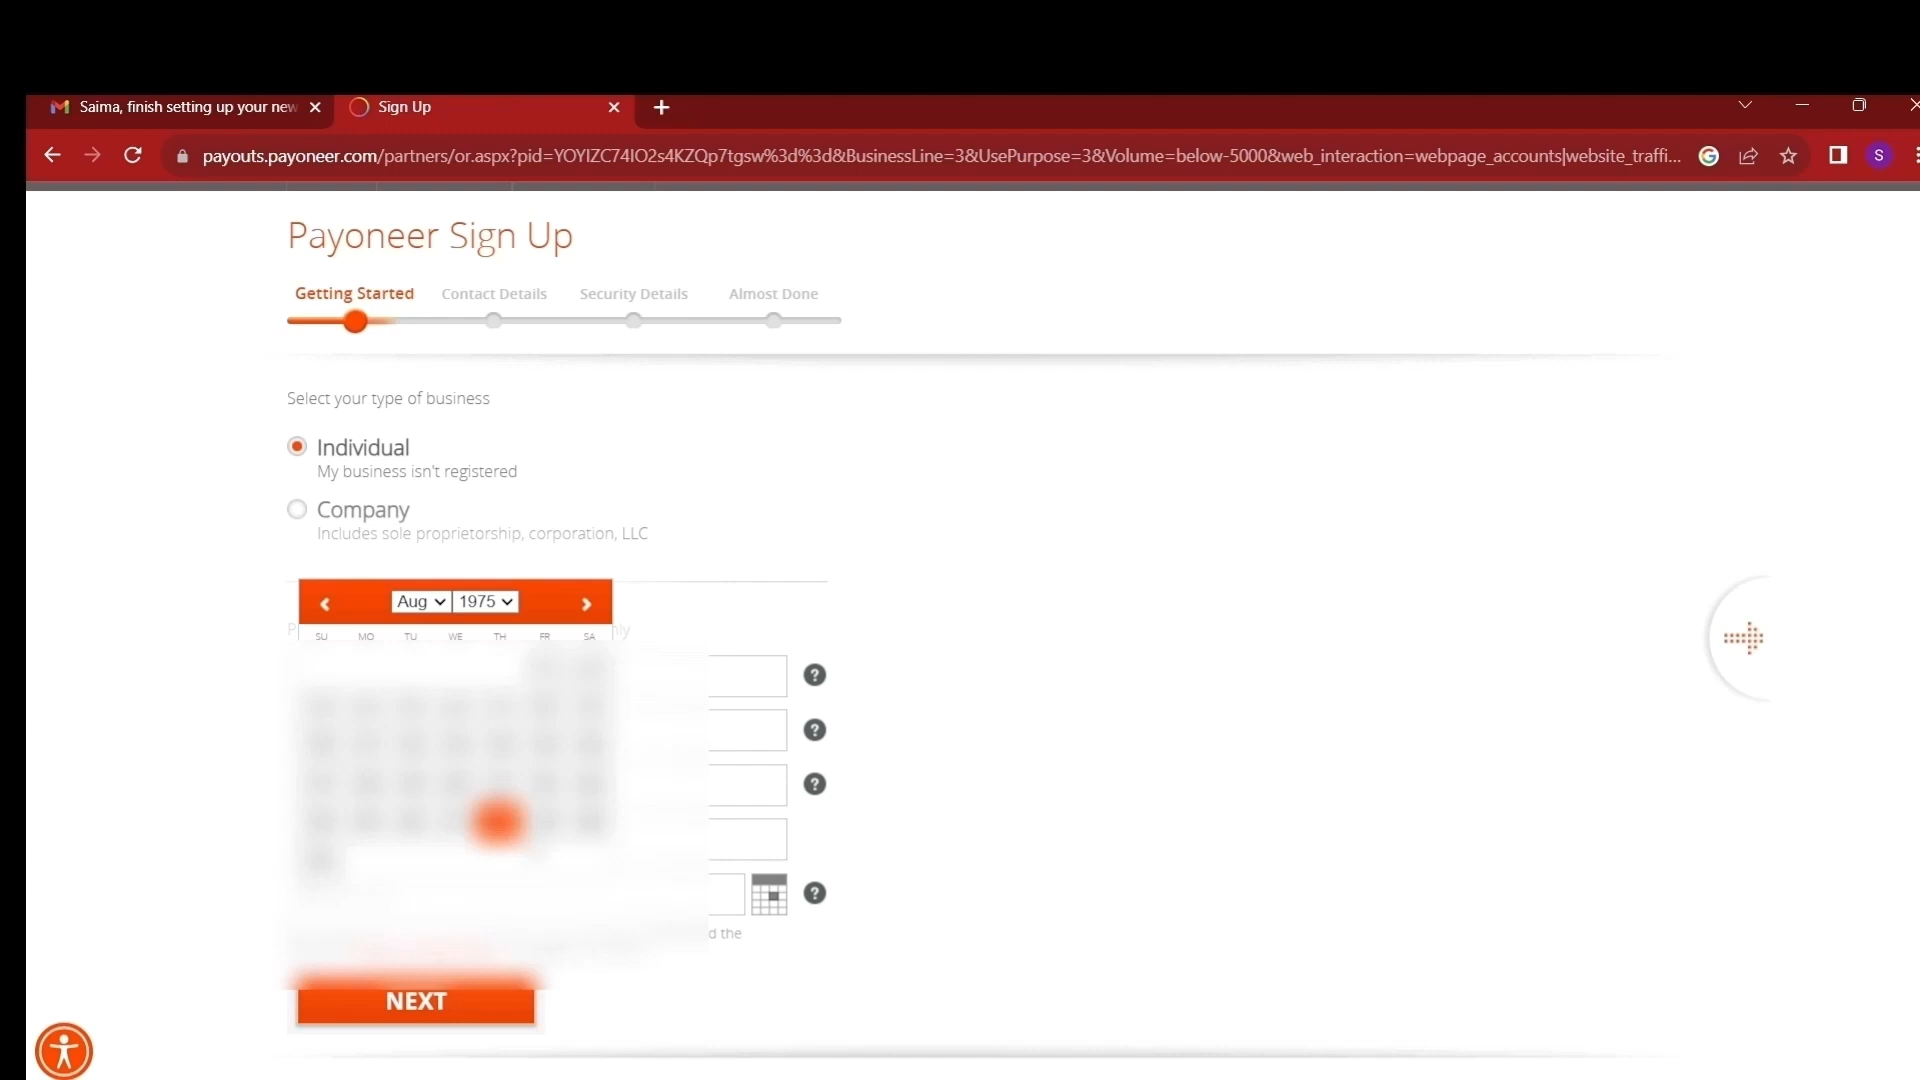 Saima, finish setting up your new
Sign Up
payouts.payoneer.com/partners/or.aspx?pid=YOYIZC74IO2s4KZQp7tgsw%3d%3d&BusinessLine=3&UsePurpose=3&Volume=below-5000&web_interaction=webpage_accounts|website_traffi...
S
Payoneer Sign Up
Getting Started Contact Details Security Details Almost Done
Select your type of business
Individual
My business isn't registered
Company
Includes sole proprietorship, corporation, LLC
Aug 1975
SU MO TU WE TH FR SA
?
?
?
?
d the
NEXT